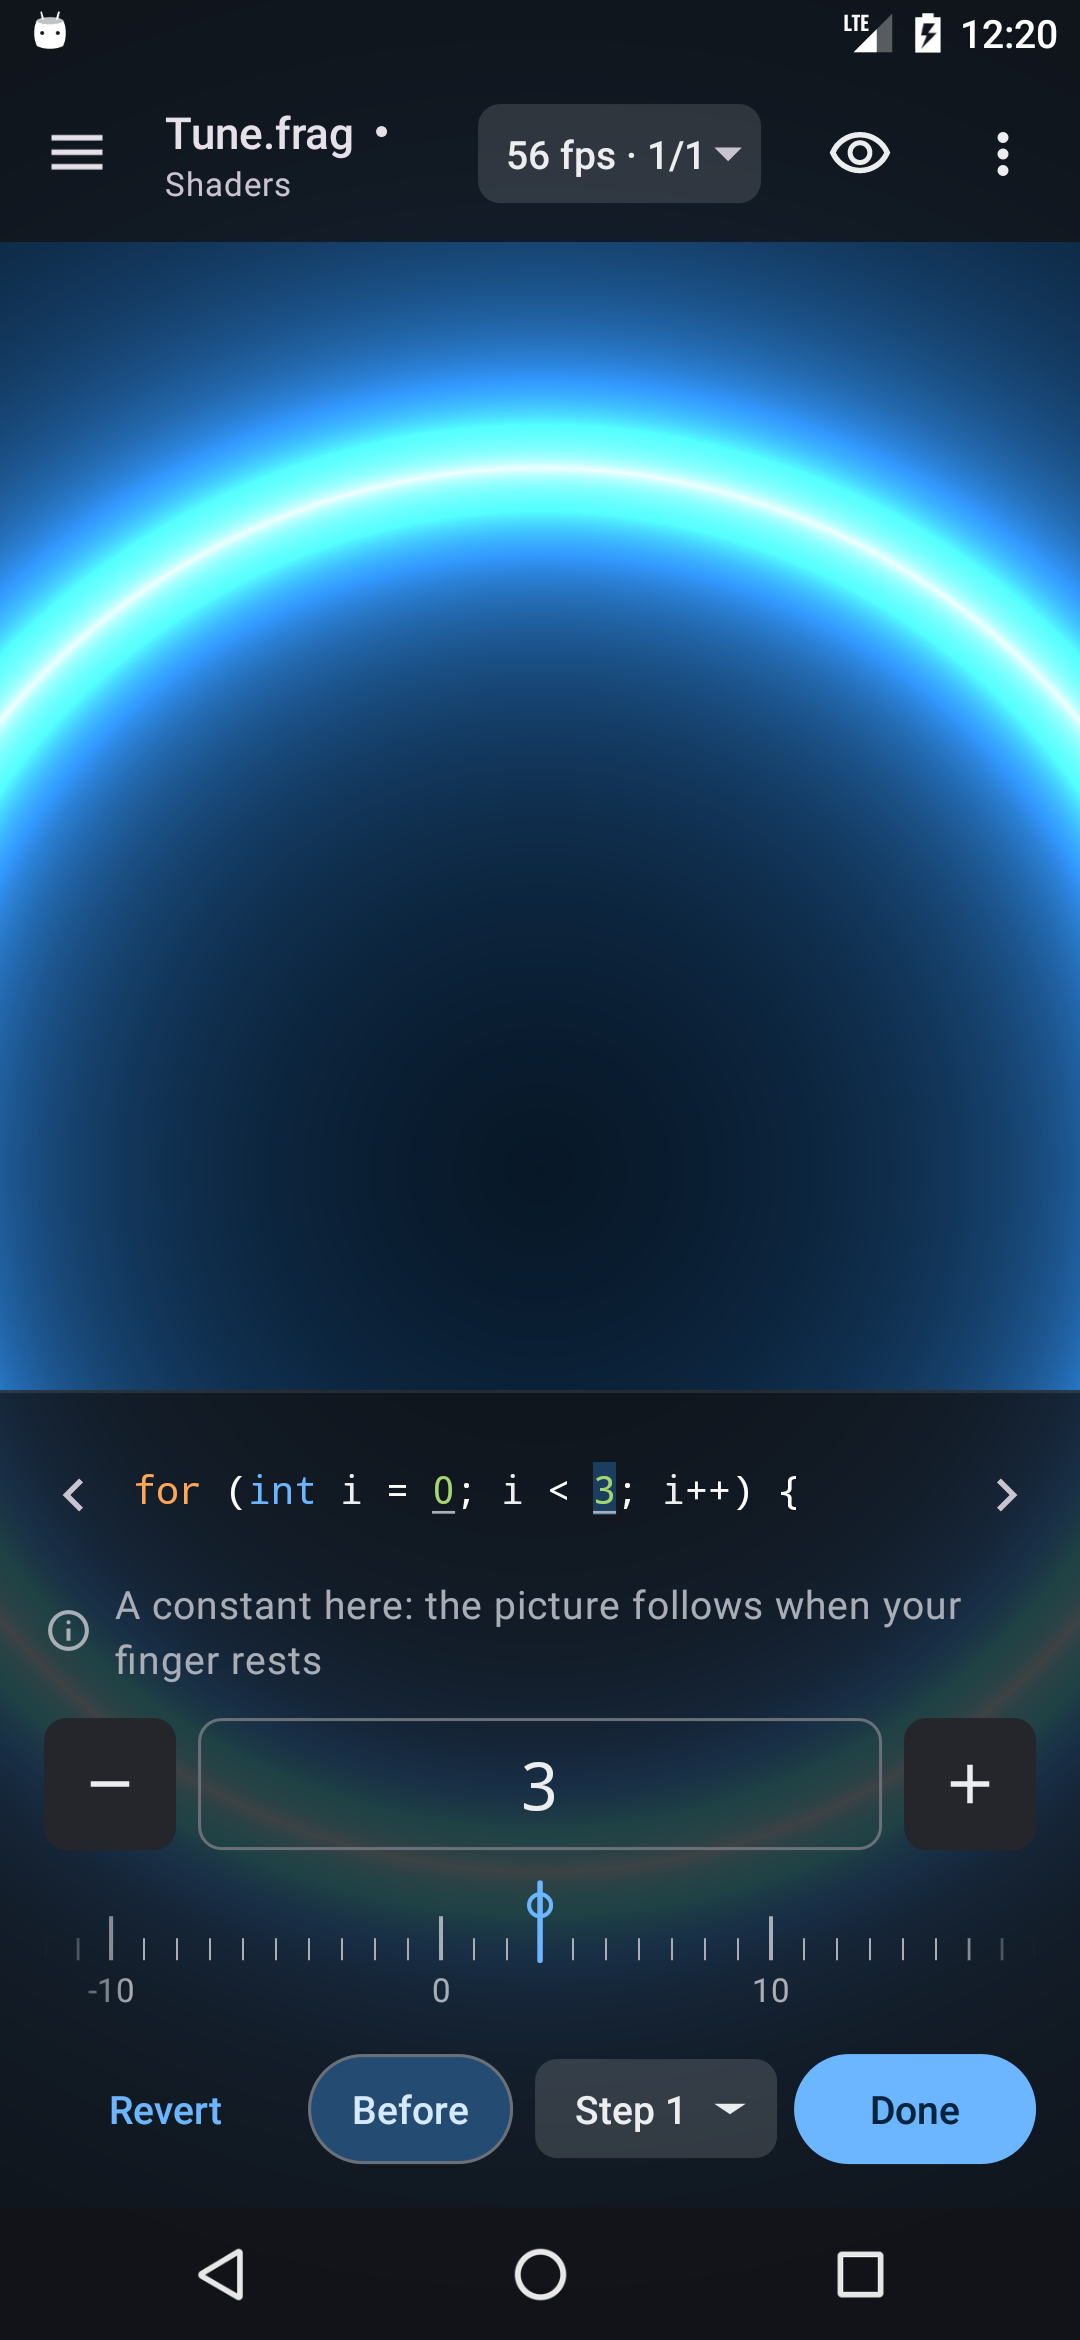 LTE 12:20
Tune.frag •
Shaders
56 fps · 1/1
for (int i = 0; i < 3; i++) {
A constant here: the picture follows when your
finger rests
3
-10 0 10
Revert Before Step 1 Done